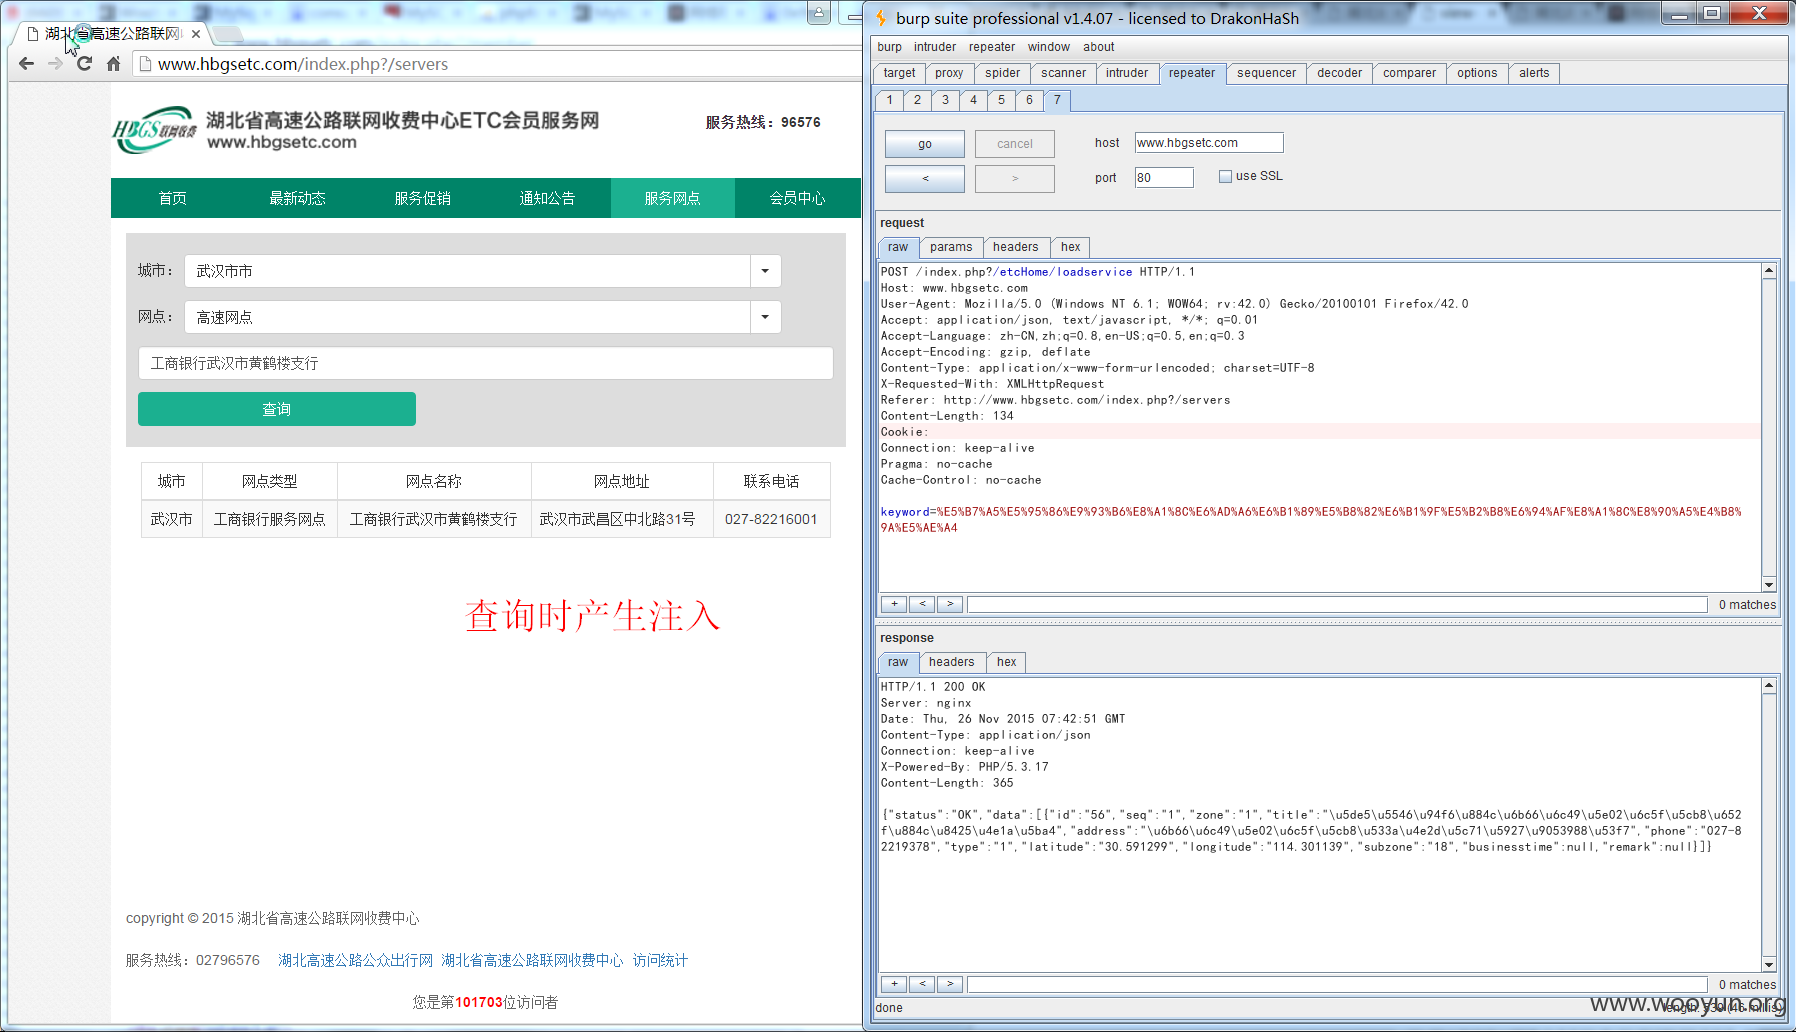 湖北省高速公路联网
www.hbgsetc.com/index.php?/servers
HBGS联网收费
湖北省高速公路联网收费中心ETC会员服务网
www.hbgsetc.com
服务热线：96576
首页 最新动态 服务促销 通知公告 服务网点 会员中心
城市： 武汉市市
网点： 高速网点
工商银行武汉市黄鹤楼支行
查询
城市 网点类型 网点名称 网点地址 联系电话
武汉市 工商银行服务网点 工商银行武汉市黄鹤楼支行 武汉市武昌区中北路31号 027-82216001
查询时产生注入
copyright © 2015 湖北省高速公路联网收费中心
服务热线：02796576 湖北高速公路公众出行网 湖北省高速公路联网收费中心 访问统计
您是第101703位访问者
burp suite professional v1.4.07 - licensed to DrakonHaSh
burp intruder repeater window about
target proxy spider scanner intruder repeater sequencer decoder comparer options alerts
1 2 3 4 5 6 7
go cancel host www.hbgsetc.com
< > port 80 use SSL
request
raw params headers hex
POST /index.php?/etcHome/loadservice HTTP/1.1
Host: www.hbgsetc.com
User-Agent: Mozilla/5.0 (Windows NT 6.1; WOW64; rv:42.0) Gecko/20100101 Firefox/42.0
Accept: application/json, text/javascript, */*; q=0.01
Accept-Language: zh-CN,zh;q=0.8,en-US;q=0.5,en;q=0.3
Accept-Encoding: gzip, deflate
Content-Type: application/x-www-form-urlencoded; charset=UTF-8
X-Requested-With: XMLHttpRequest
Referer: http://www.hbgsetc.com/index.php?/servers
Content-Length: 134
Cookie:
Connection: keep-alive
Pragma: no-cache
Cache-Control: no-cache
keyword=%E5%B7%A5%E5%95%86%E9%93%B6%E8%A1%8C%E6%AD%A6%E6%B1%89%E5%B8%82%E6%B1%9F%E5%B2%B8%E6%94%AF%E8%A1%8C%E8%90%A5%E4%B8%
9A%E5%AE%A4
+ < > 0 matches
response
raw headers hex
HTTP/1.1 200 OK
Server: nginx
Date: Thu, 26 Nov 2015 07:42:51 GMT
Content-Type: application/json
Connection: keep-alive
X-Powered-By: PHP/5.3.17
Content-Length: 365
{"status":"OK","data":[{"id":"56","seq":"1","zone":"1","title":"\u5de5\u5546\u94f6\u884c\u6b66\u6c49\u5e02\u6c5f\u5cb8\u652
f\u884c\u8425\u4e1a\u5ba4","address":"\u6b66\u6c49\u5e02\u6c5f\u5cb8\u533a\u4e2d\u5c71\u5927\u9053988\u53f7","phone":"027-8
2219378","type":"1","latitude":"30.591299","longitude":"114.301139","subzone":"18","businesstime":null,"remark":null}]}
+ < > 0 matches
done
www.wooyun.org